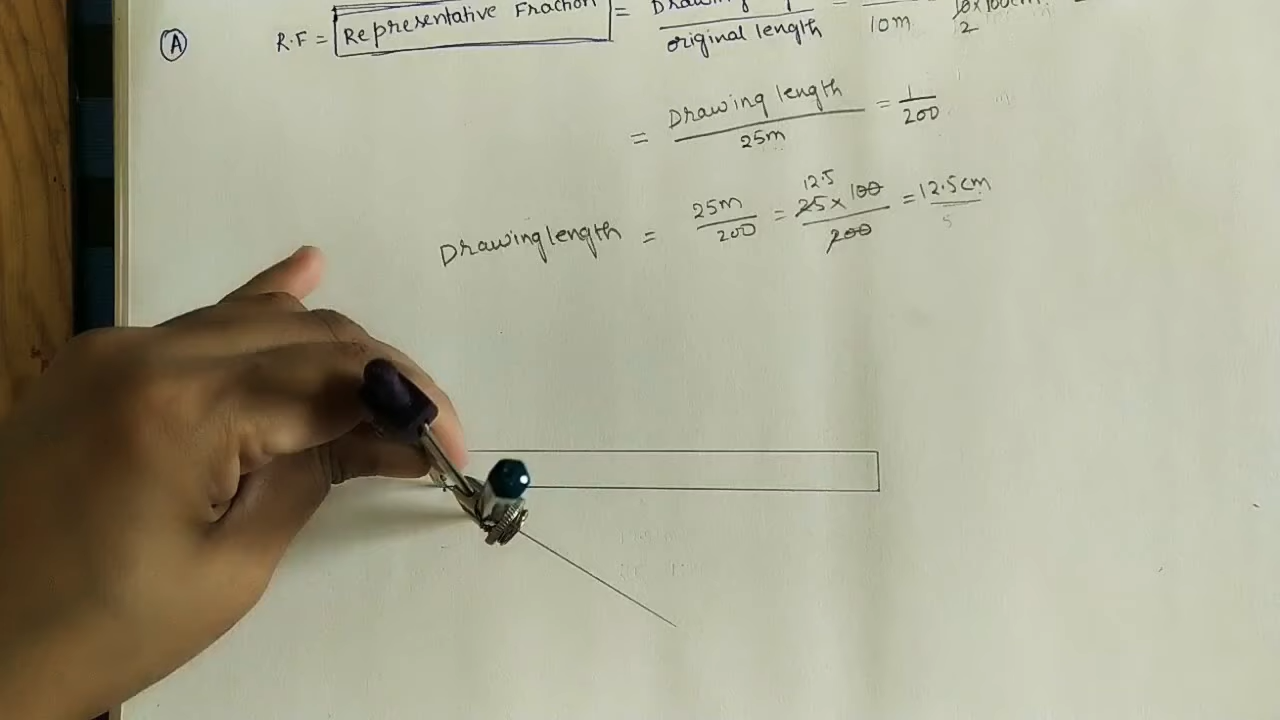 Ⓐ R.F = Representative Fraction = Drawing / original length = / 10m
= Drawing length / 25m = 1/200
Drawinglength = 25m/200 = 12.5 25 x 100 / 200 = 12.5cm